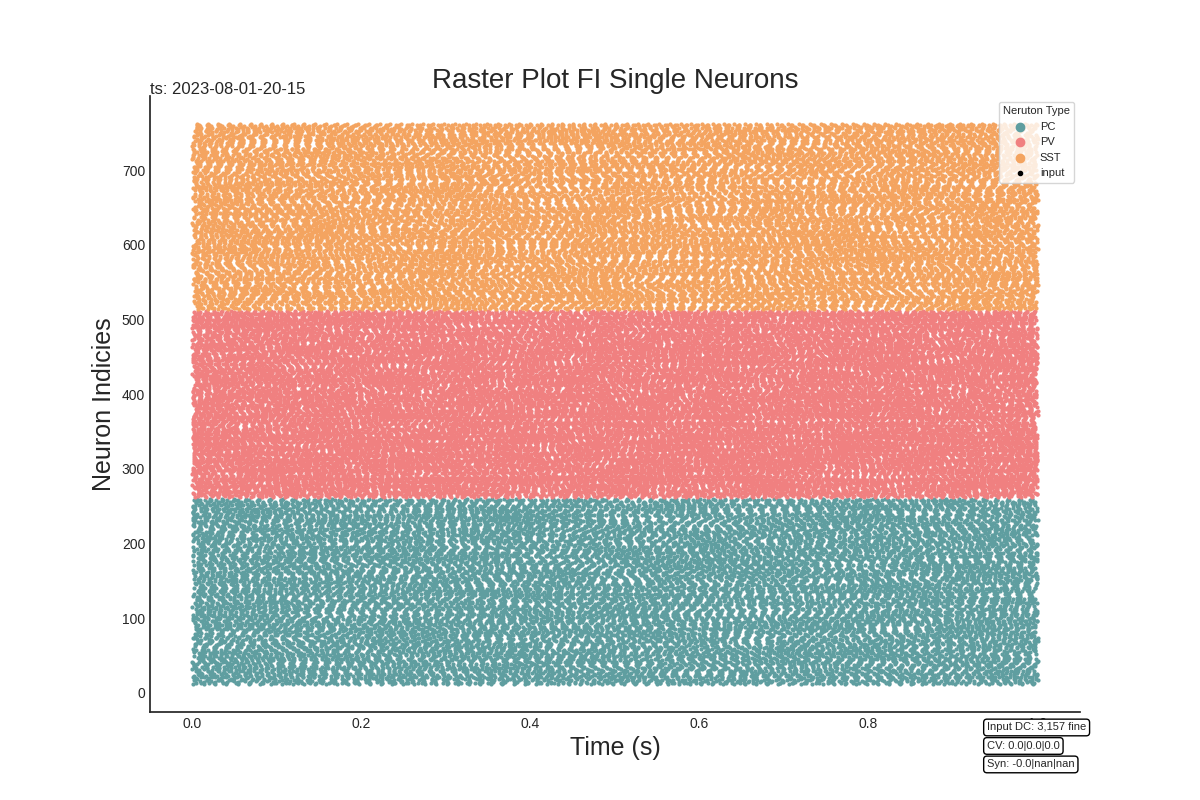 Raster Plot FI Single Neurons
ts: 2023-08-01-20-15
Neruton Type
PC
PV
SST
input
Neuron Indicies
700
600
500
400
300
200
100
0
0.0 0.2 0.4 0.6 0.8
Time (s)
Input DC: 3,157 fine
CV: 0.0|0.0|0.0
Syn: -0.0|nan|nan